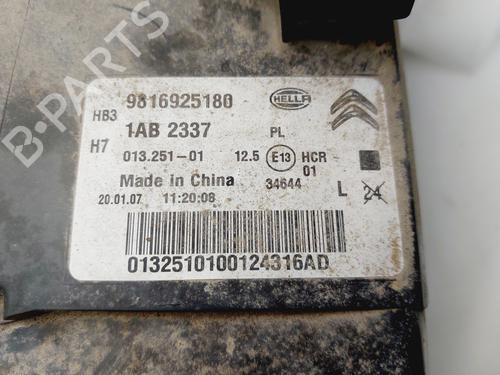 9816925180
HELLA
HB3
1AB 2337
PL
H7
013.251-01
12.5
E13
HCR
01
Made in China
34644
L 24
20.01.07 11:20:08
0132510100124316AD
B-PARTS